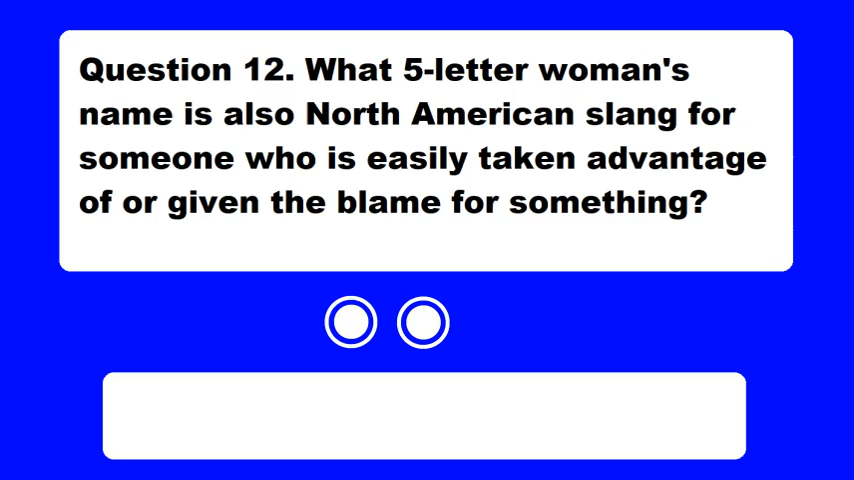 Question 12. What 5-letter woman's
name is also North American slang for
someone who is easily taken advantage
of or given the blame for something?